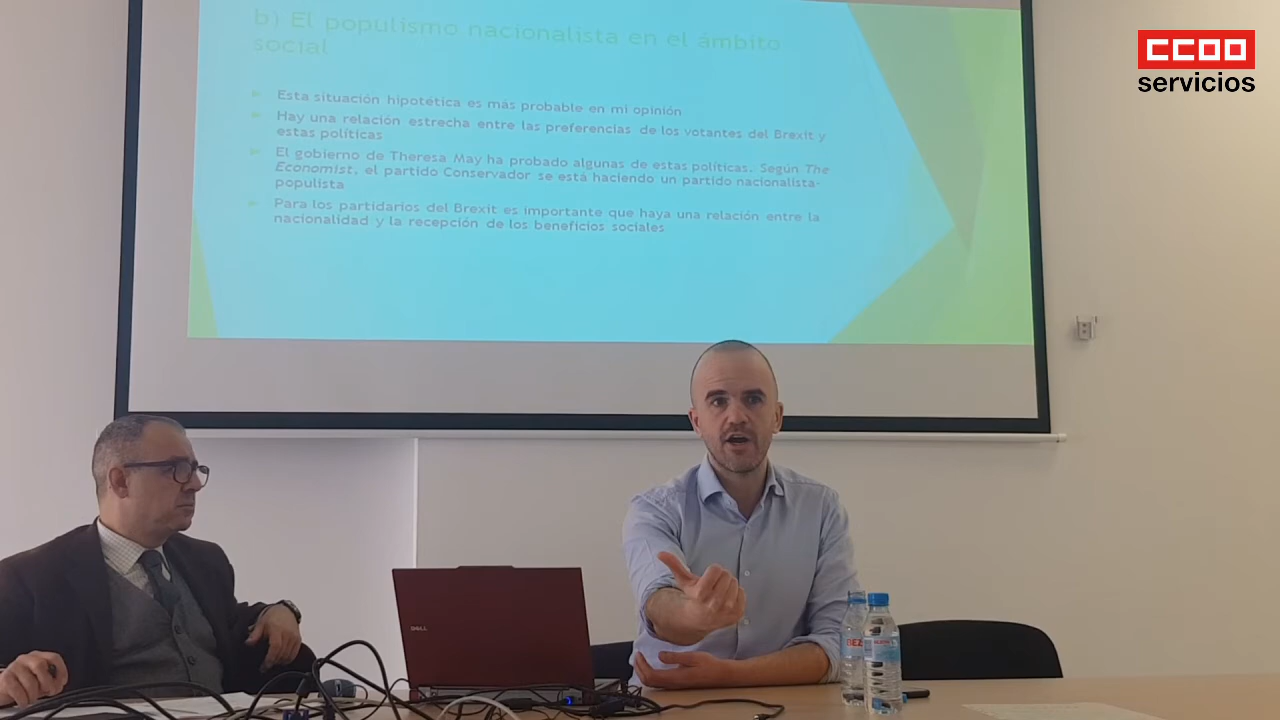 b) El populismo nacionalista en el ámbito
social
Esta situación hipotética es más probable en mi opinión
Hay una relación estrecha entre las preferencias de los votantes del Brexit y
estas políticas
El gobierno de Theresa May ha probado algunas de estas políticas. Según The
Economist, el partido Conservador se está haciendo un partido nacionalista-
populista
Para los partidarios del Brexit es importante que haya una relación entre la
nacionalidad y la recepción de los beneficios sociales
CCOO
servicios
DELL
BEZ